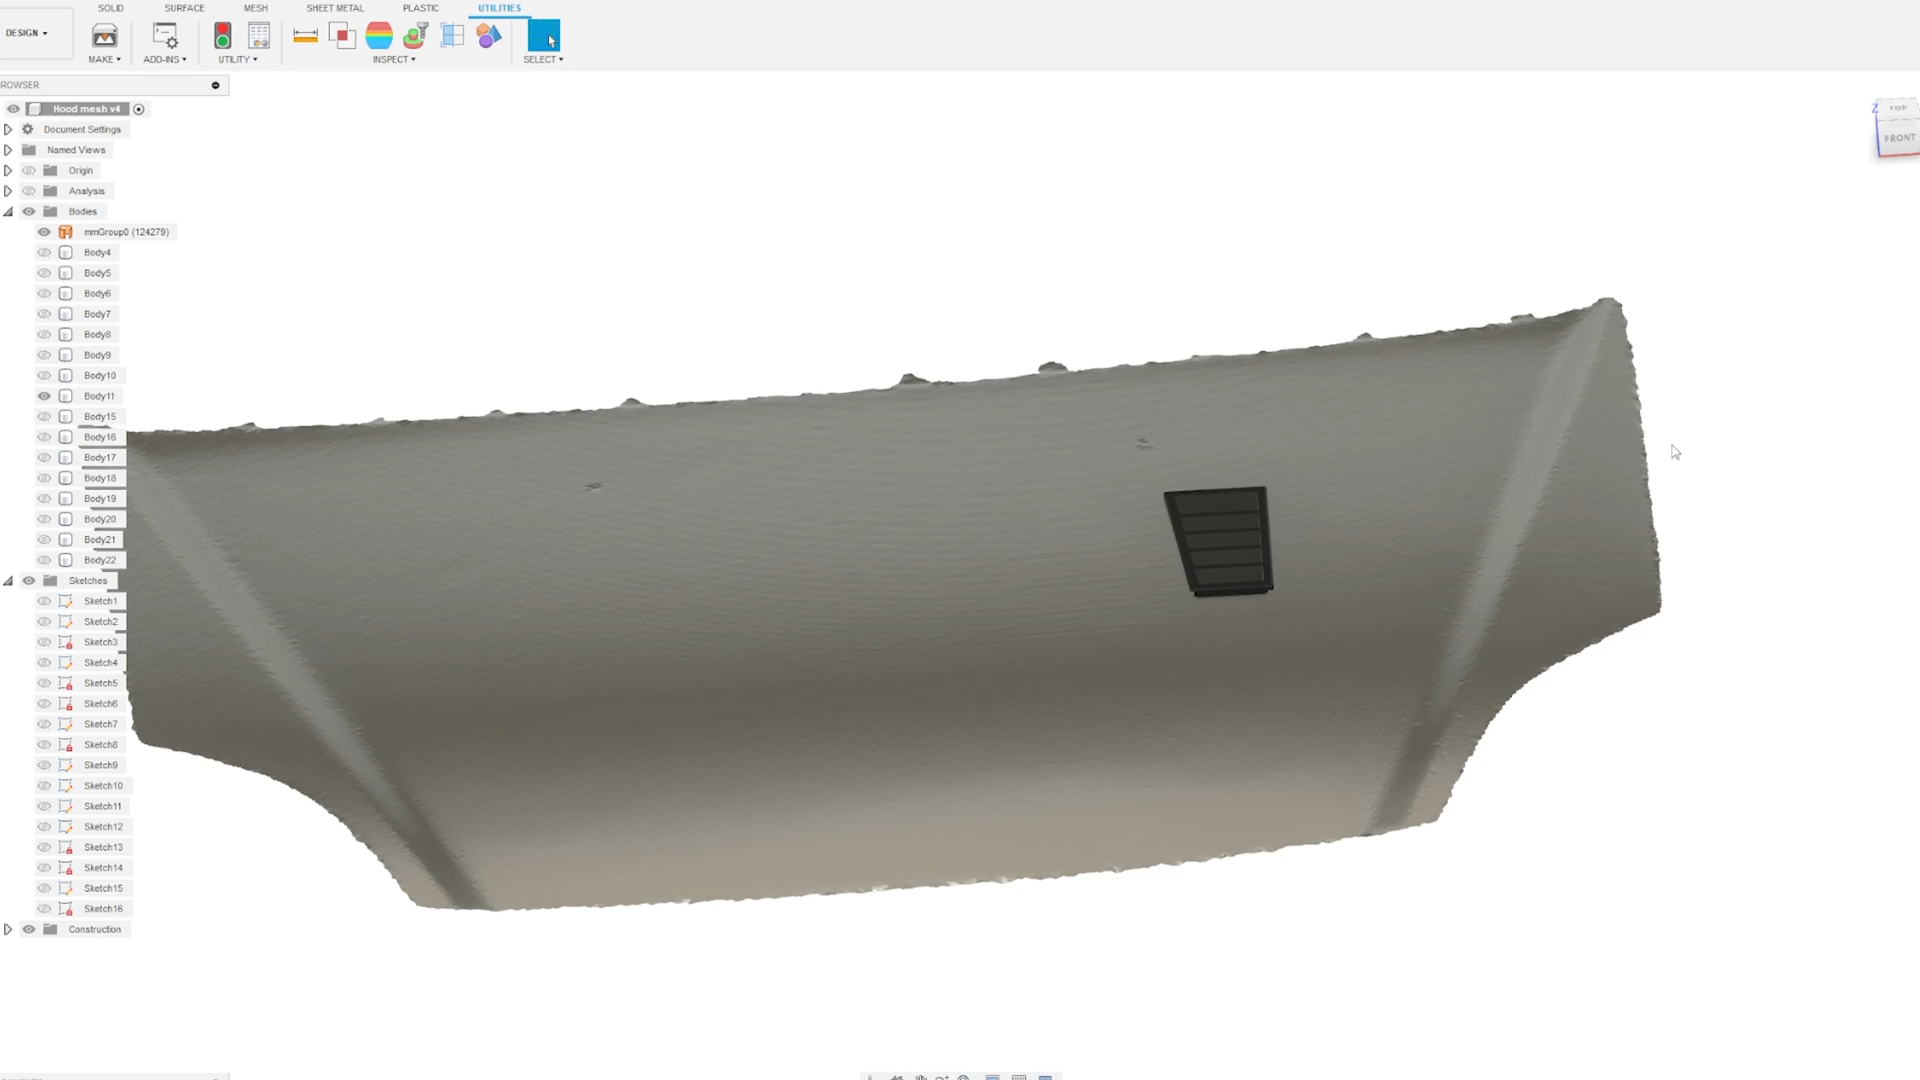 SOLID SURFACE MESH SHEET METAL PLASTIC UTILITIES
DESIGN
MAKE ADD-INS UTILITY INSPECT SELECT
ROWSER
Hood mesh v4
Document Settings
Named Views
Origin
Analysis
Bodies
mmGroup0 (124279)
Body4
Body5
Body6
Body7
Body8
Body9
Body10
Body11
Body15
Body16
Body17
Body18
Body19
Body20
Body21
Body22
Sketches
Sketch1
Sketch2
Sketch3
Sketch4
Sketch5
Sketch6
Sketch7
Sketch8
Sketch9
Sketch10
Sketch11
Sketch12
Sketch13
Sketch14
Sketch15
Sketch16
Construction
Z
TOP
FRONT